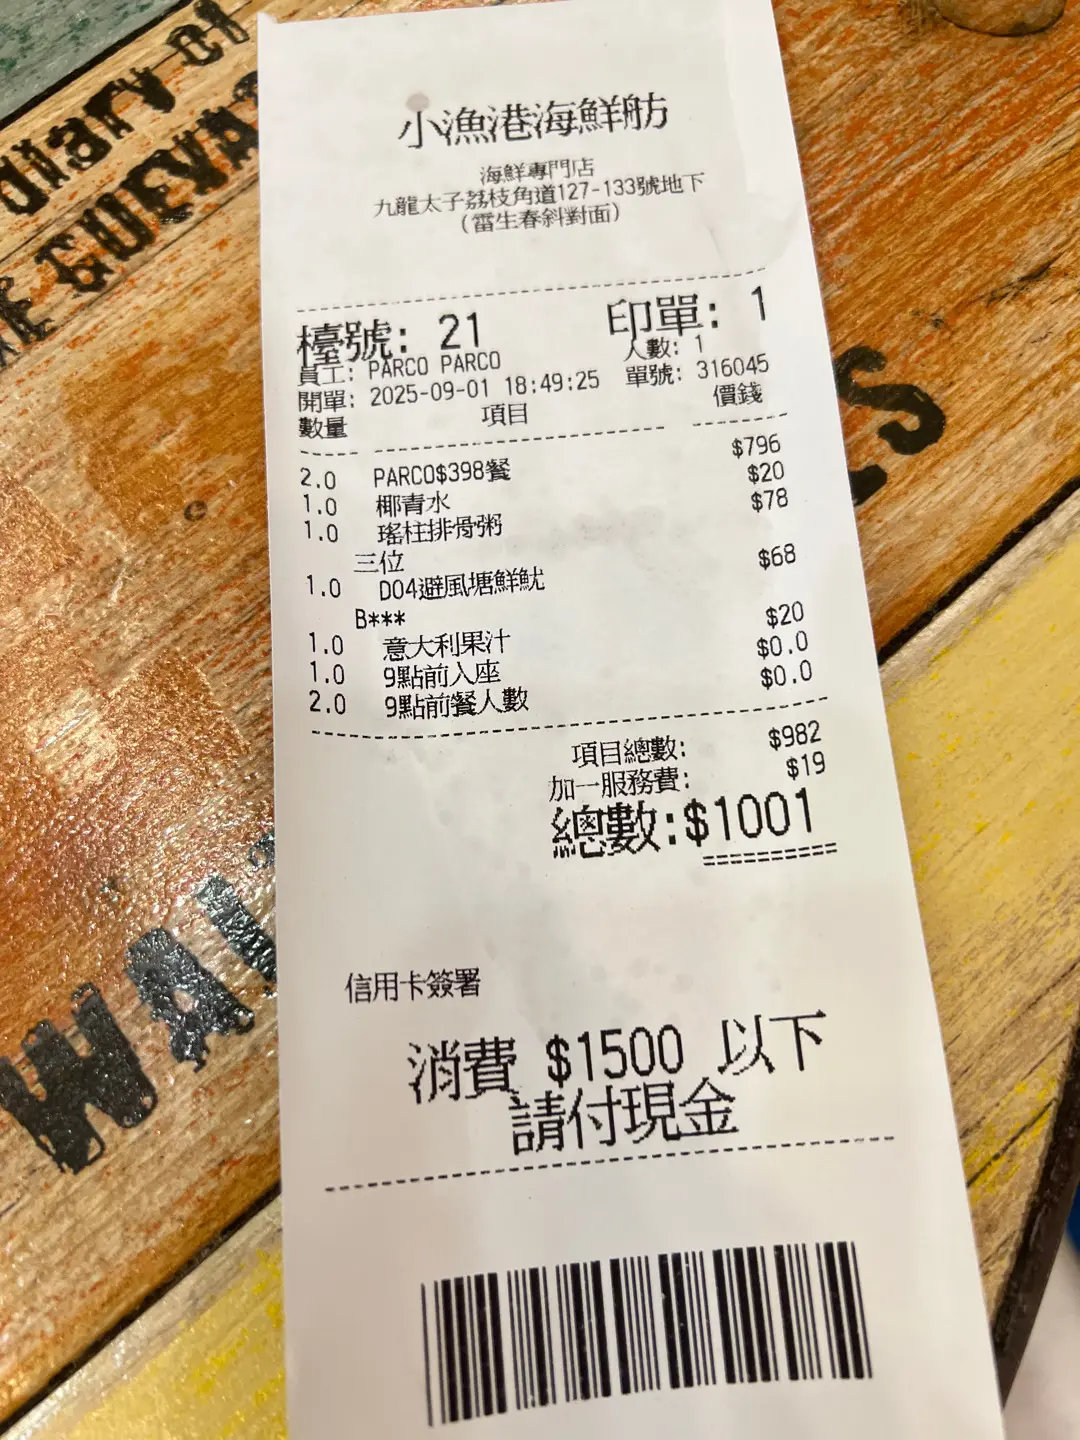 diary of
GUEVA
小漁港海鮮舫
海鮮專門店
九龍太子荔枝角道127-133號地下
(雷生春斜對面)
檯號: 21 印單: 1
員工: PARCO PARCO 人數: 1
開單: 2025-09-01 18:49:25 單號: 316045
數量 項目 價錢
2.0 PARCO$398餐 $796
1.0 椰青水 $20
1.0 瑤柱排骨粥 $78
三位
1.0 D04避風塘鮮魷 $68
B***
1.0 意大利果汁 $20
1.0 9點前入座 $0.0
2.0 9點前餐人數 $0.0
項目總數: $982
加一服務費: $19
總數:$1001
==========
信用卡簽署
消費 $1500 以下
請付現金
WAI